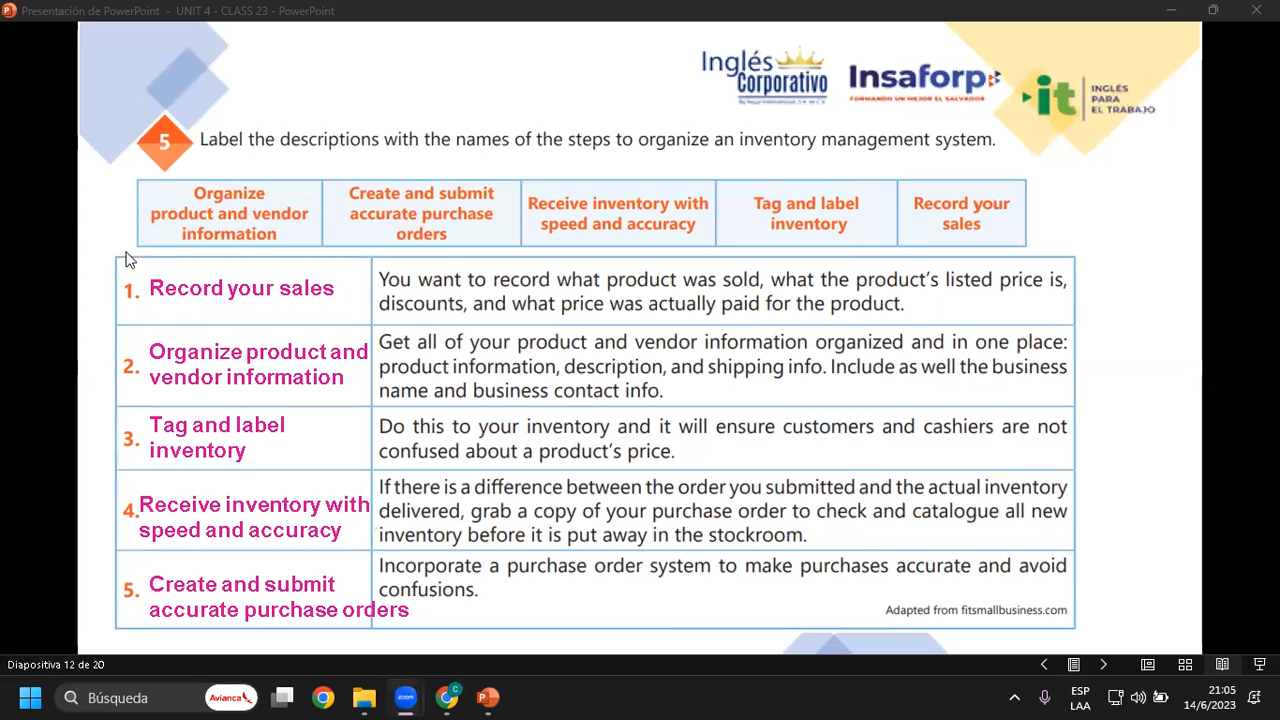 Presentación de PowerPoint - UNIT 4 - CLASS 23 - PowerPoint
Inglés
Corporativo
Insaforp
FORMANDO UN MEJOR EL SALVADOR
it
INGLÉS
PARA
EL TRABAJO
5
Label the descriptions with the names of the steps to organize an inventory management system.
Organize
product and vendor
information
Create and submit
accurate purchase
orders
Receive inventory with
speed and accuracy
Tag and label
inventory
Record your
sales
1. Record your sales
You want to record what product was sold, what the product's listed price is,
discounts, and what price was actually paid for the product.
2. Organize product and
vendor information
Get all of your product and vendor information organized and in one place:
product information, description, and shipping info. Include as well the business
name and business contact info.
3. Tag and label
inventory
Do this to your inventory and it will ensure customers and cashiers are not
confused about a product's price.
4. Receive inventory with
speed and accuracy
If there is a difference between the order you submitted and the actual inventory
delivered, grab a copy of your purchase order to check and catalogue all new
inventory before it is put away in the stockroom.
5. Create and submit
accurate purchase orders
Incorporate a purchase order system to make purchases accurate and avoid
confusions.
Adapted from fitsmallbusiness.com
Diapositiva 12 de 20
Búsqueda
Avianca
zoom
C
ESP
LAA
21:05
14/6/2023